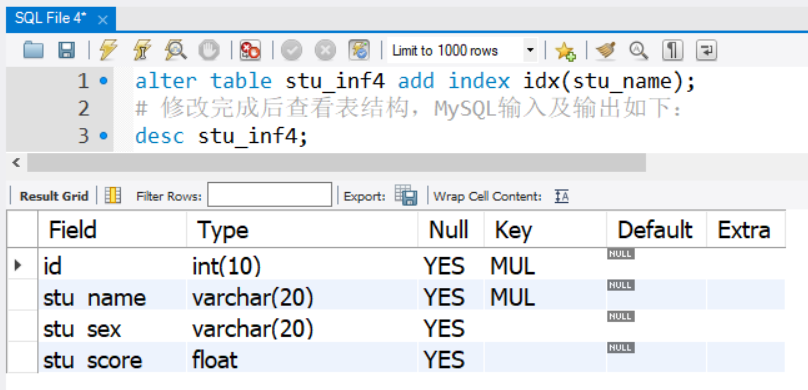 SQL File 4*
Limit to 1000 rows
1 alter table stu_inf4 add index idx(stu_name);
2 # 修改完成后查看表结构，MySQL输入及输出如下：
3 desc stu_inf4;
Result Grid Filter Rows: Export: Wrap Cell Content: IA
Field Type Null Key Default Extra
id int(10) YES MUL NULL
stu_name varchar(20) YES MUL NULL
stu_sex varchar(20) YES NULL
stu_score float YES NULL